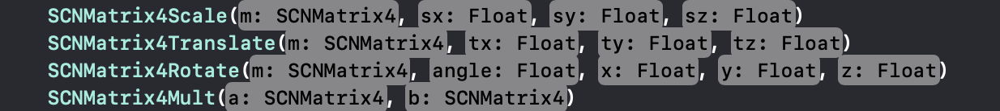 SCNMatrix4Scale(m: SCNMatrix4, sx: Float, sy: Float, sz: Float)
SCNMatrix4Translate(m: SCNMatrix4, tx: Float, ty: Float, tz: Float)
SCNMatrix4Rotate(m: SCNMatrix4, angle: Float, x: Float, y: Float, z: Float)
SCNMatrix4Mult(a: SCNMatrix4, b: SCNMatrix4)